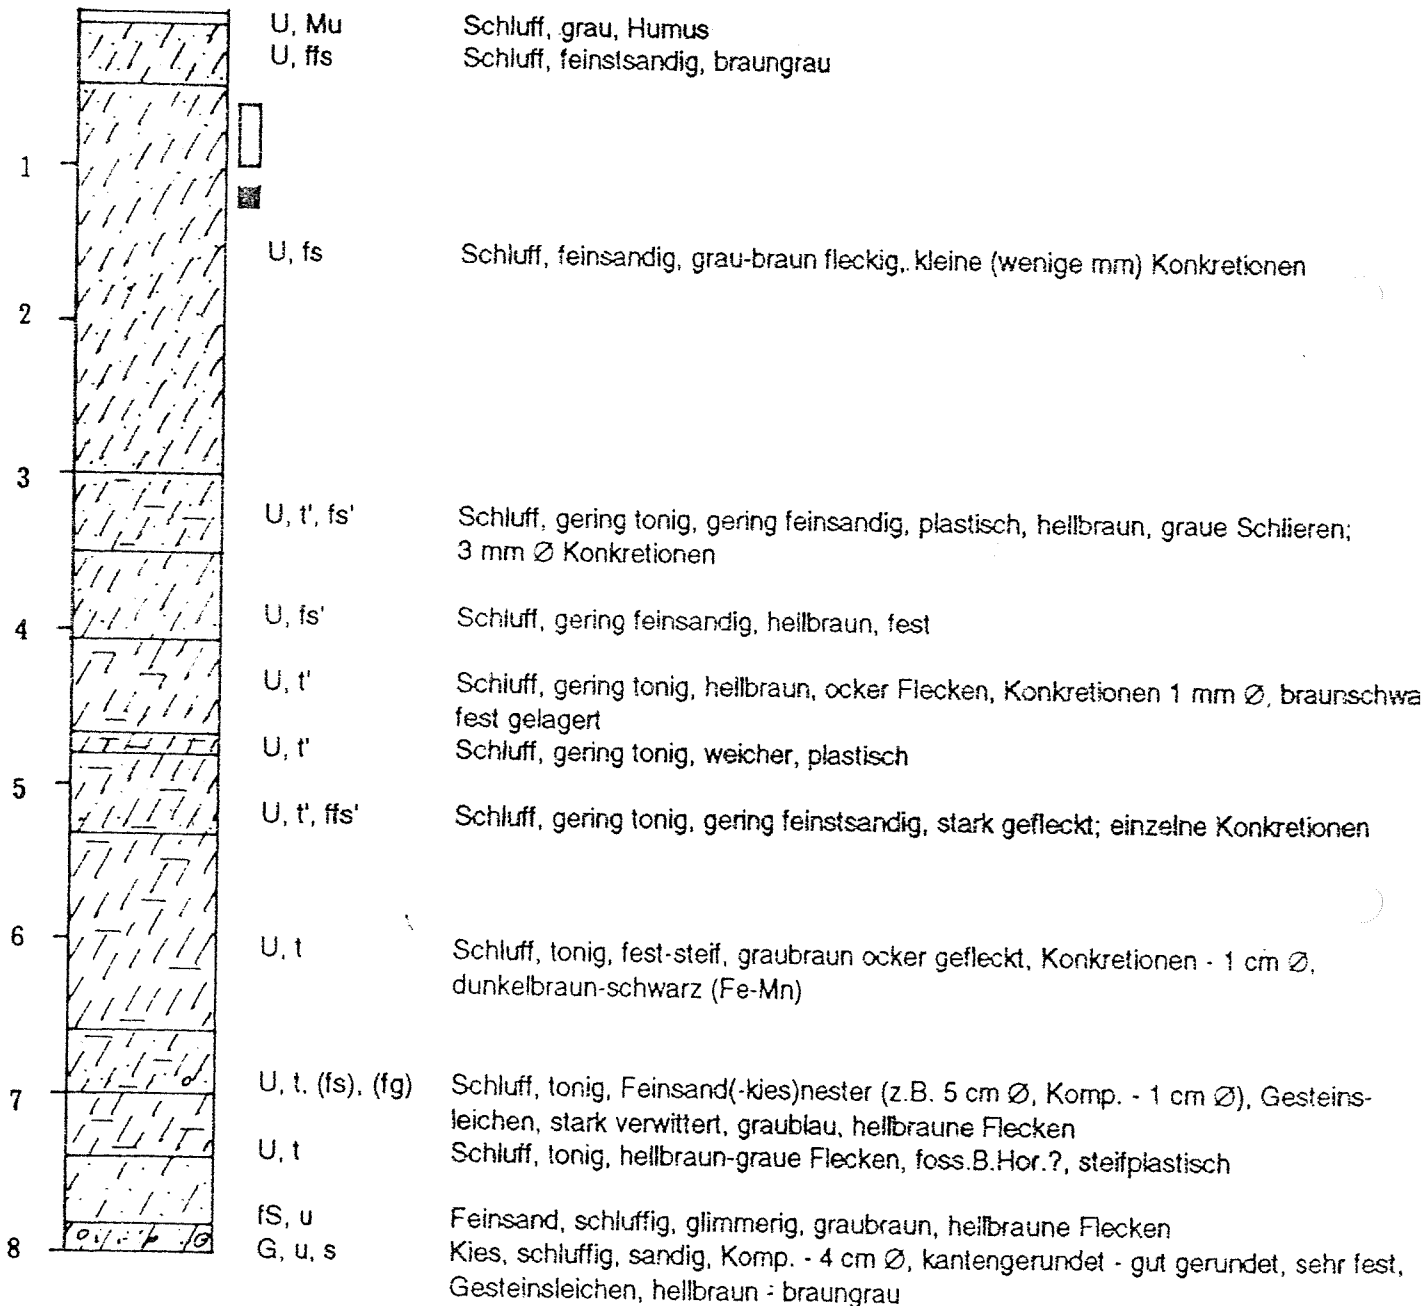 U, Mu Schluff, grau, Humus
U, ffs Schluff, feinstsandig, braungrau
1
U, fs Schluff, feinsandig, grau-braun fleckig, kleine (wenige mm) Konkretionen
2
3
U, t', fs' Schluff, gering tonig, gering feinsandig, plastisch, hellbraun, graue Schlieren;
3 mm Ø Konkretionen
U, fs' Schluff, gering feinsandig, hellbraun, fest
4
U, t' Schluff, gering tonig, hellbraun, ocker Flecken, Konkretionen 1 mm Ø, braunschwa
fest gelagert
U, t' Schluff, gering tonig, weicher, plastisch
5
U, t', ffs' Schluff, gering tonig, gering feinstsandig, stark gefleckt; einzelne Konkretionen
6
U, t Schluff, tonig, fest-steif, graubraun ocker gefleckt, Konkretionen - 1 cm Ø,
dunkelbraun-schwarz (Fe-Mn)
7
U, t, (fs), (fg) Schluff, tonig, Feinsand(-kies)nester (z.B. 5 cm Ø, Komp. - 1 cm Ø), Gesteins-
leichen, stark verwittert, graublau, hellbraune Flecken
U, t Schluff, tonig, hellbraun-graue Flecken, foss.B.Hor.?, steifplastisch
fS, u Feinsand, schluffig, glimmerig, graubraun, hellbraune Flecken
8
G, u, s Kies, schluffig, sandig, Komp. - 4 cm Ø, kantengerundet - gut gerundet, sehr fest,
Gesteinsleichen, hellbraun - braungrau